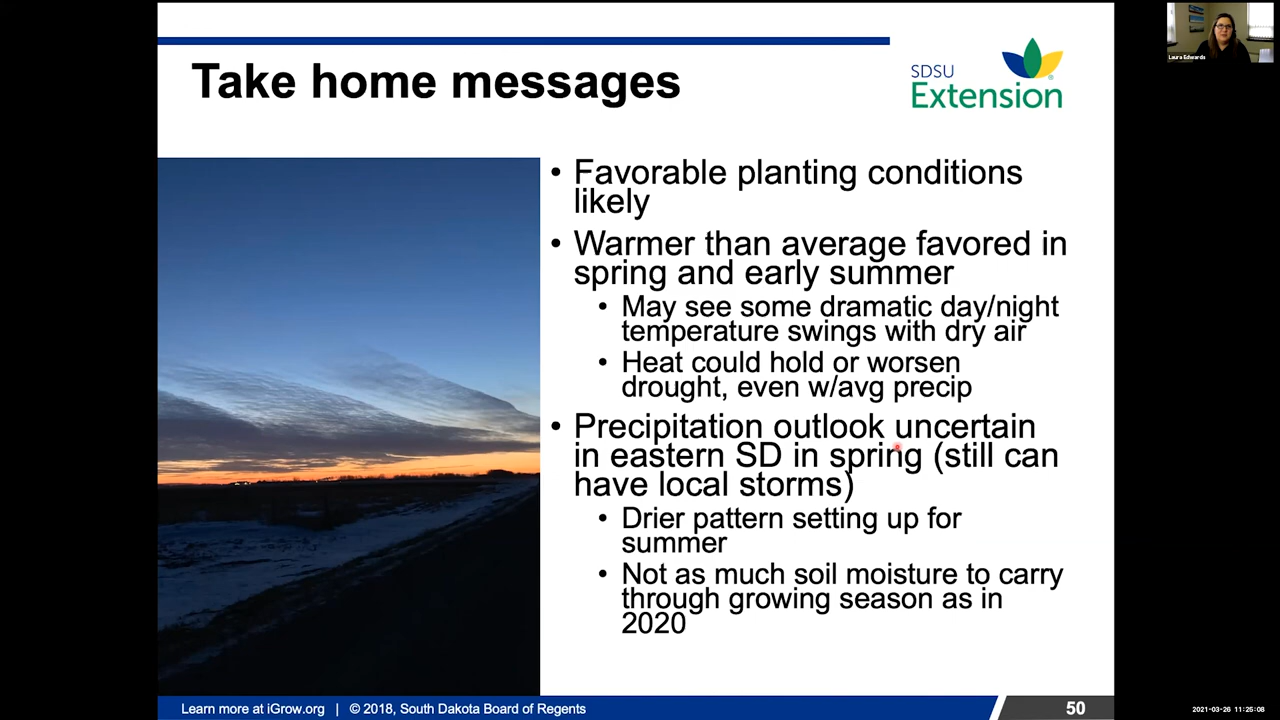 Take home messages
SDSU
Extension
Laura Edwards
• Favorable planting conditions
likely
• Warmer than average favored in
spring and early summer
• May see some dramatic day/night
temperature swings with dry air
• Heat could hold or worsen
drought, even w/avg precip
• Precipitation outlook uncertain
in eastern SD in spring (still can
have local storms)
• Drier pattern setting up for
summer
• Not as much soil moisture to carry
through growing season as in
2020
Learn more at iGrow.org | © 2018, South Dakota Board of Regents
50
2021-03-26 11:25:08